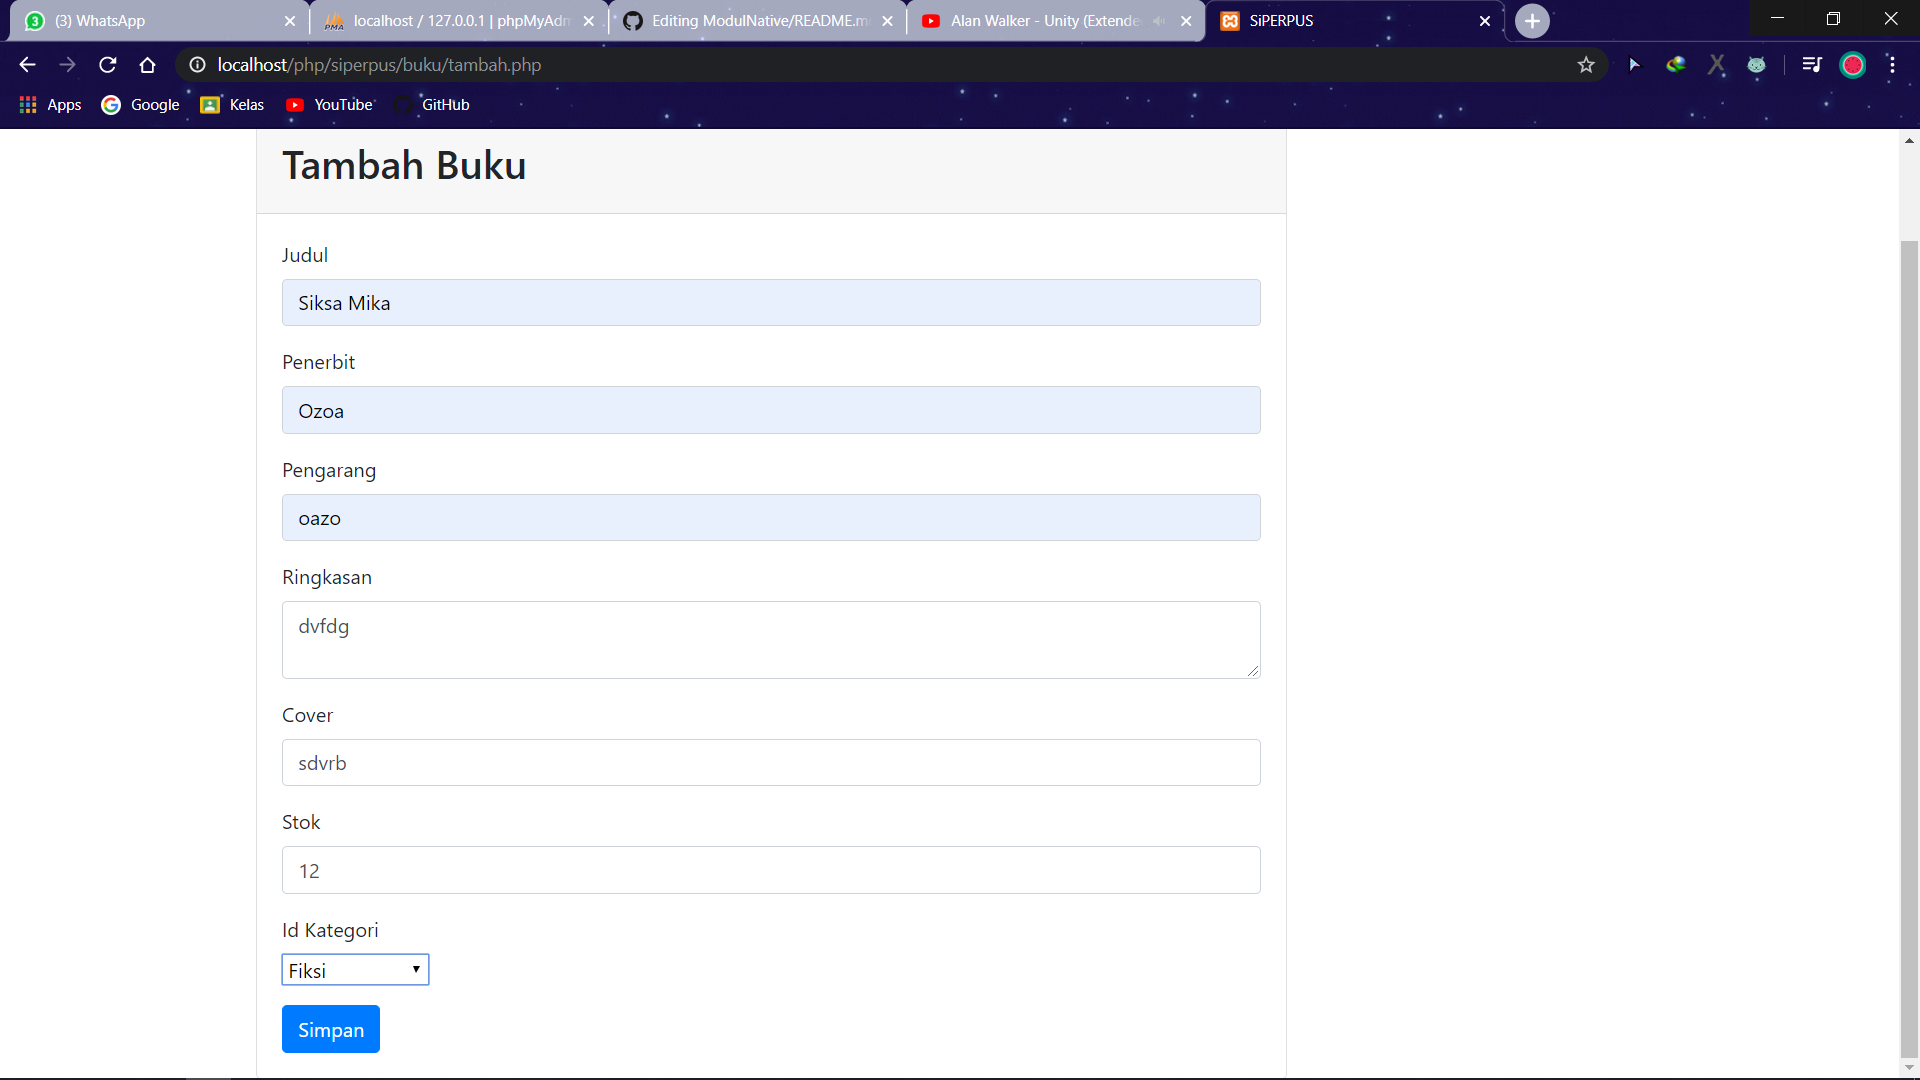 3 (3) WhatsApp
PMA localhost / 127.0.0.1 | phpMyAdm
Editing ModulNative/README.m
Alan Walker - Unity (Extende
SiPERPUS
localhost/php/siperpus/buku/tambah.php
Apps Google Kelas YouTube GitHub
Tambah Buku
Judul
Siksa Mika
Penerbit
Ozoa
Pengarang
oazo
Ringkasan
dvfdg
Cover
sdvrb
Stok
12
Id Kategori
Fiksi
Simpan